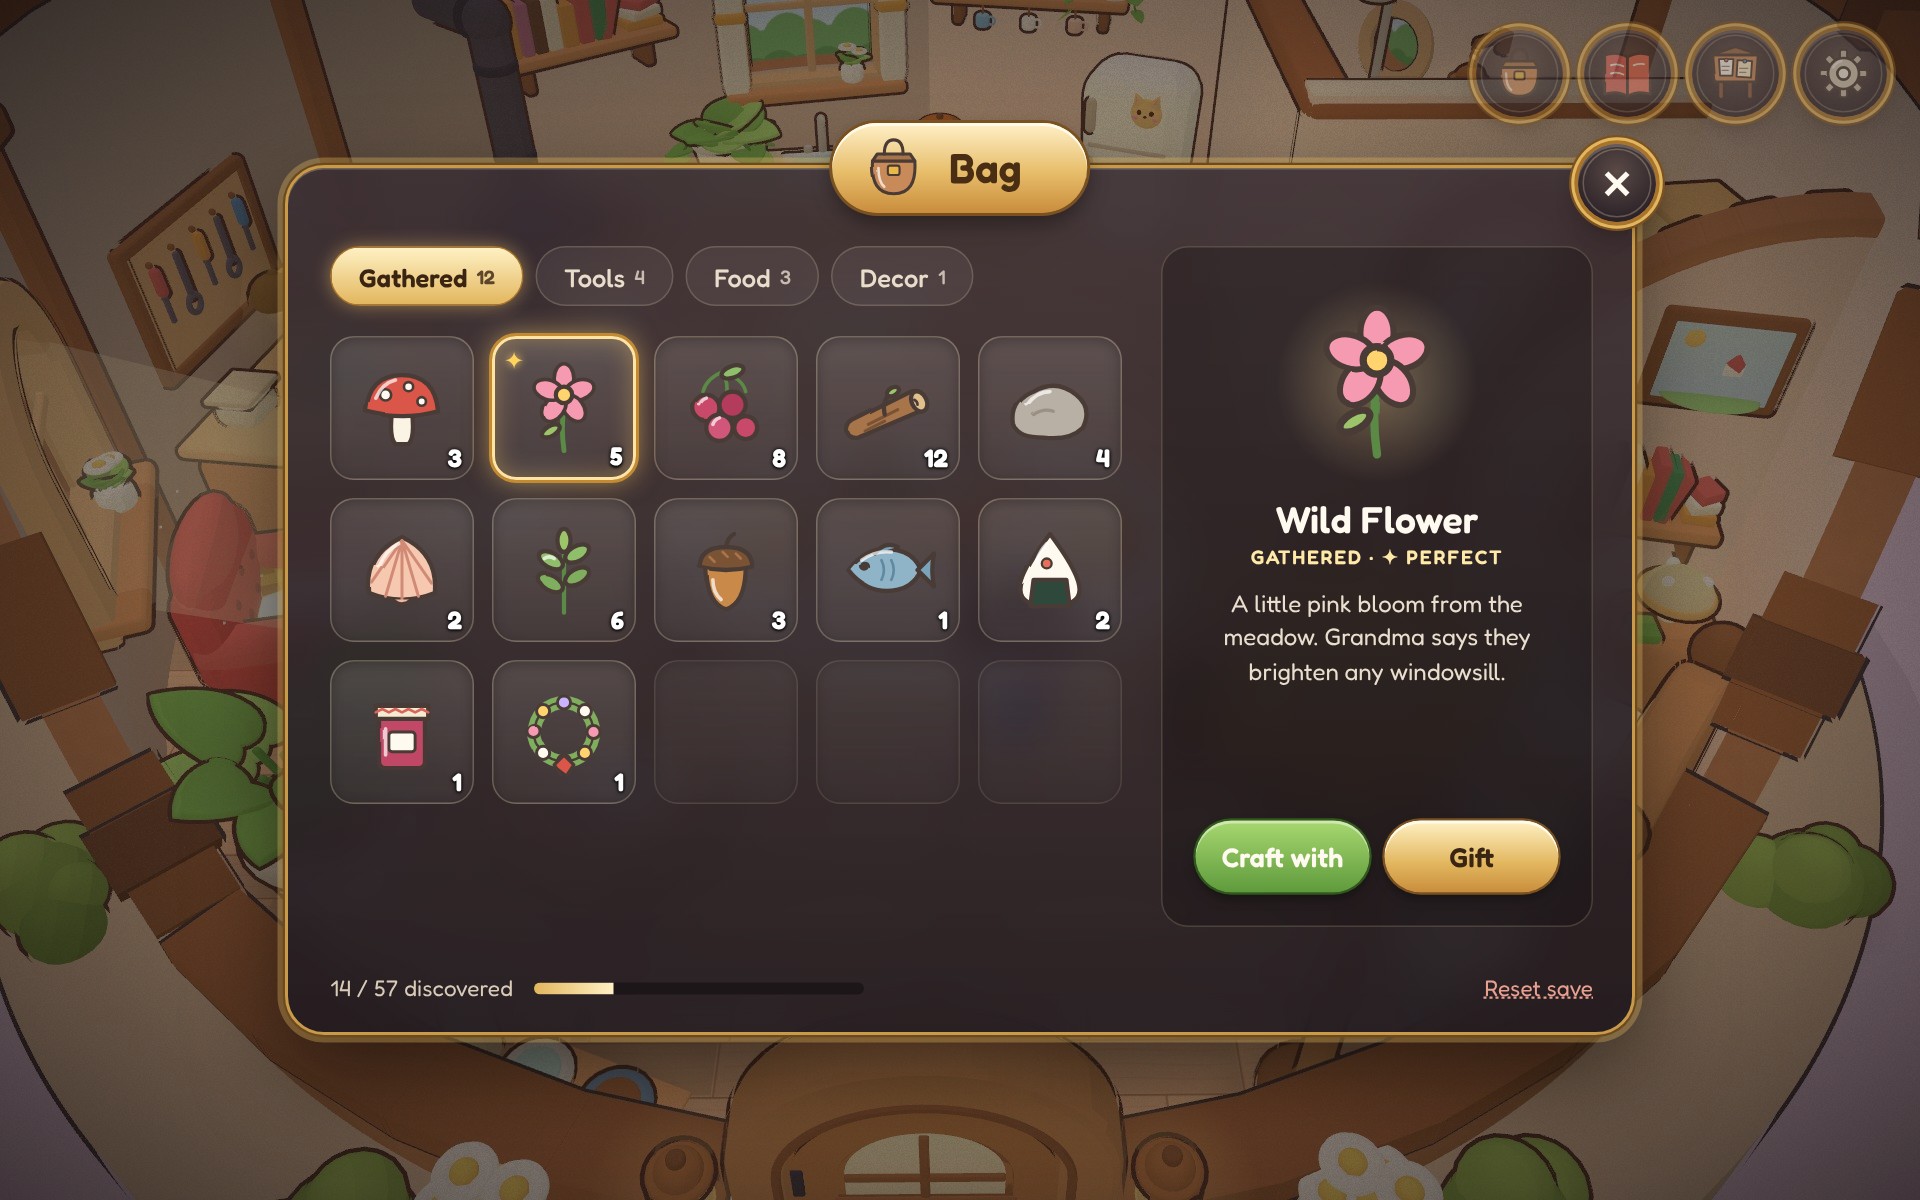 Bag
Gathered 12
Tools 4
Food 3
Decor 1
3
5
8
12
4
2
6
3
1
2
1
1
Wild Flower
GATHERED · ✦ PERFECT
A little pink bloom from the
meadow. Grandma says they
brighten any windowsill.
Craft with
Gift
14 / 57 discovered
Reset save